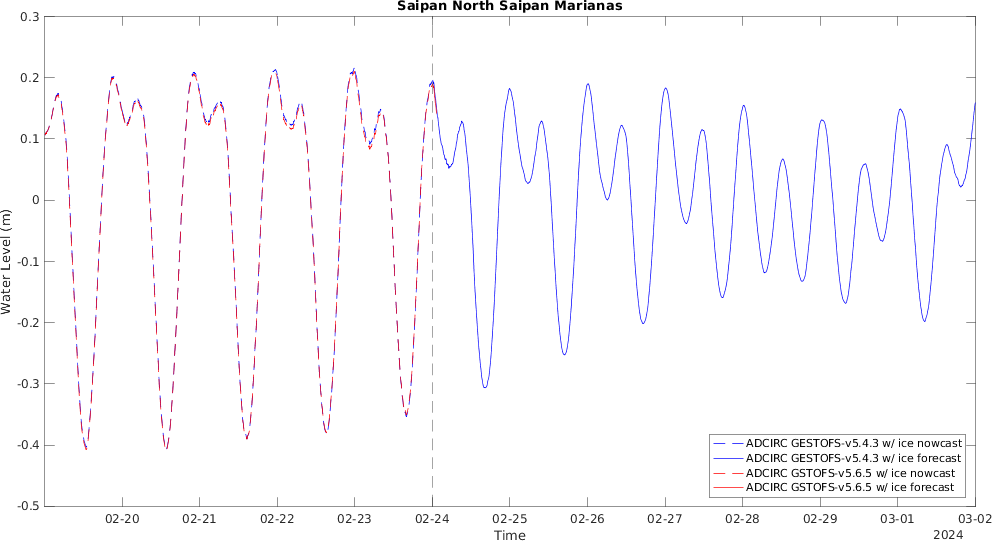 Saipan North Saipan Marianas
0.3
0.2
0.1
0
-0.1
-0.2
-0.3
-0.4
-0.5
Water Level (m)
02-20 02-21 02-22 02-23 02-24 02-25 02-26 02-27 02-28 02-29 03-01 03-02
Time
2024
ADCIRC GESTOFS-v5.4.3 w/ ice nowcast
ADCIRC GESTOFS-v5.4.3 w/ ice forecast
ADCIRC GSTOFS-v5.6.5 w/ ice nowcast
ADCIRC GSTOFS-v5.6.5 w/ ice forecast